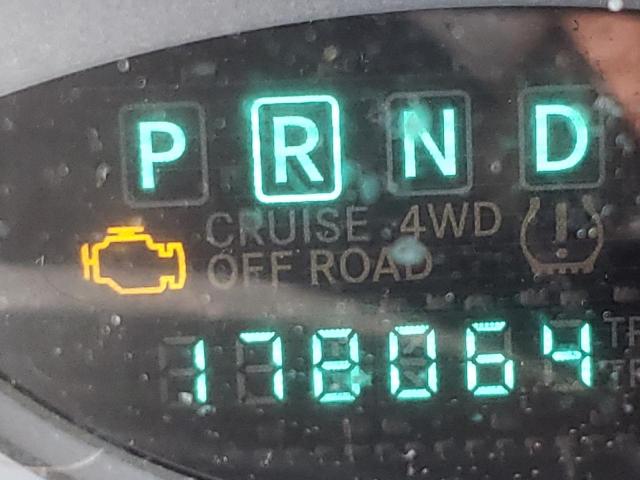 P R N D
CRUISE 4WD
OFF ROAD
178064